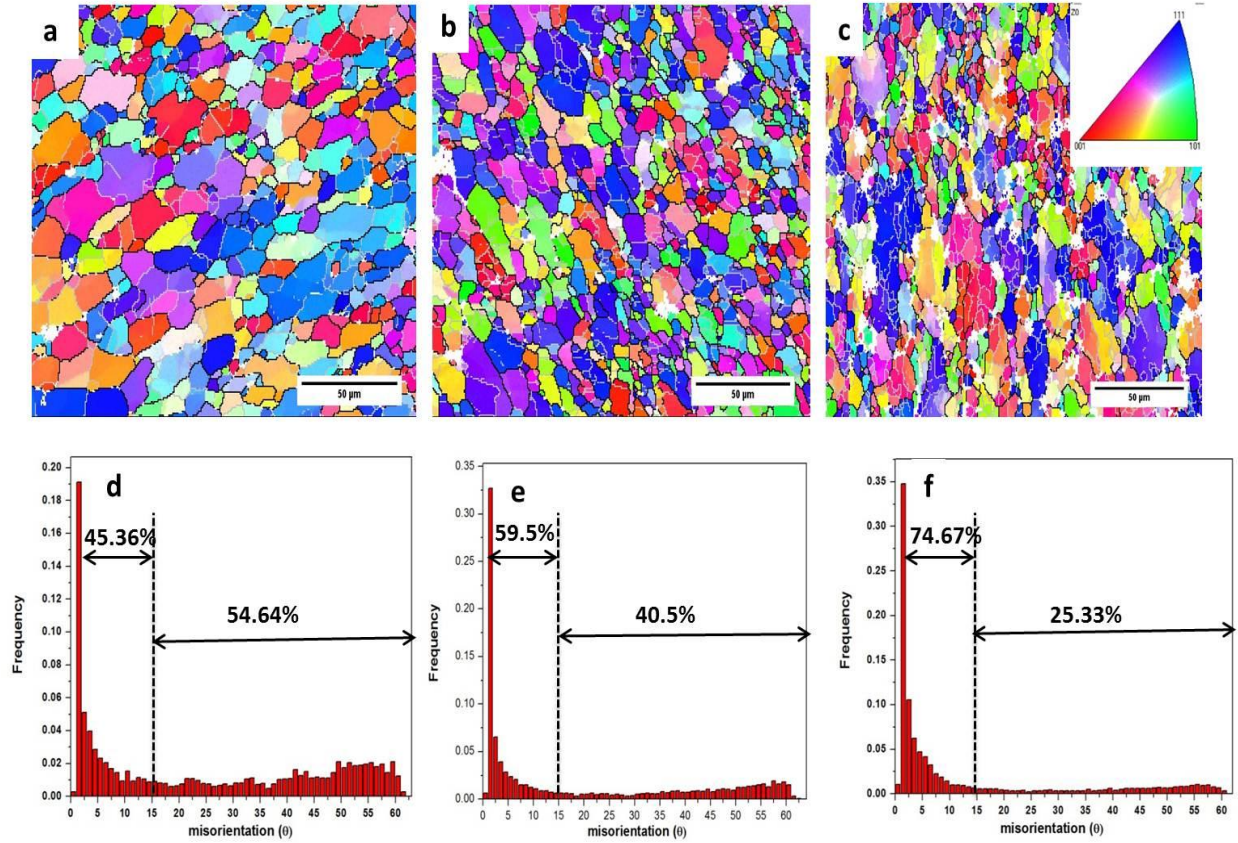 a
b
c
20
111
001
101
50 µm
50 µm
50 µm
d
45.36%
54.64%
0.20
0.18
0.16
0.14
0.12
0.10
0.08
0.06
0.04
0.02
0.00
Frequency
0 5 10 15 20 25 30 35 40 45 50 55 60
misorientation (θ)
e
59.5%
40.5%
0.35
0.30
0.25
0.20
0.15
0.10
0.05
0.00
Frequency
0 5 10 15 20 25 30 35 40 45 50 55 60
misorientation (θ)
f
74.67%
25.33%
0.35
0.30
0.25
0.20
0.15
0.10
0.05
0.00
Frequency
0 5 10 15 20 25 30 35 40 45 50 55 60
misorientation (θ)